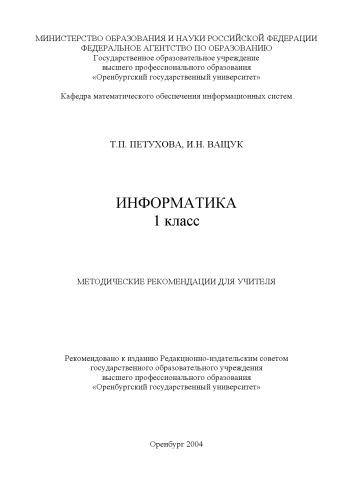 МИНИСТЕРСТВО ОБРАЗОВАНИЯ И НАУКИ РОССИЙСКОЙ ФЕДЕРАЦИИ
ФЕДЕРАЛЬНОЕ АГЕНТСТВО ПО ОБРАЗОВАНИЮ
Государственное образовательное учреждение
высшего профессионального образования
«Оренбургский государственный университет»
Кафедра математического обеспечения информационных систем
Т.П. ПЕТУХОВА, И.Н. ВАЩУК
ИНФОРМАТИКА
1 класс
МЕТОДИЧЕСКИЕ РЕКОМЕНДАЦИИ ДЛЯ УЧИТЕЛЯ
Рекомендовано к изданию Редакционно-издательским советом
государственного образовательного учреждения
высшего профессионального образования
«Оренбургский государственный университет»
Оренбург 2004